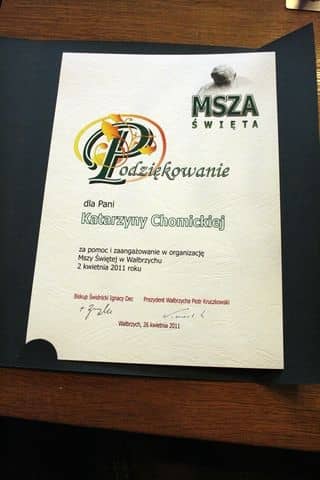 MSZA
ŚWIĘTA
Podziękowanie
dla Pani
Katarzyny Chomickiej
za pomoc i zaangażowanie w organizację
Mszy Świętej w Wałbrzychu
2 kwietnia 2011 roku
Biskup Świdnicki Ignacy Dec Prezydent Wałbrzycha Piotr Kruczkowski
Wałbrzych, 26 kwietnia 2011